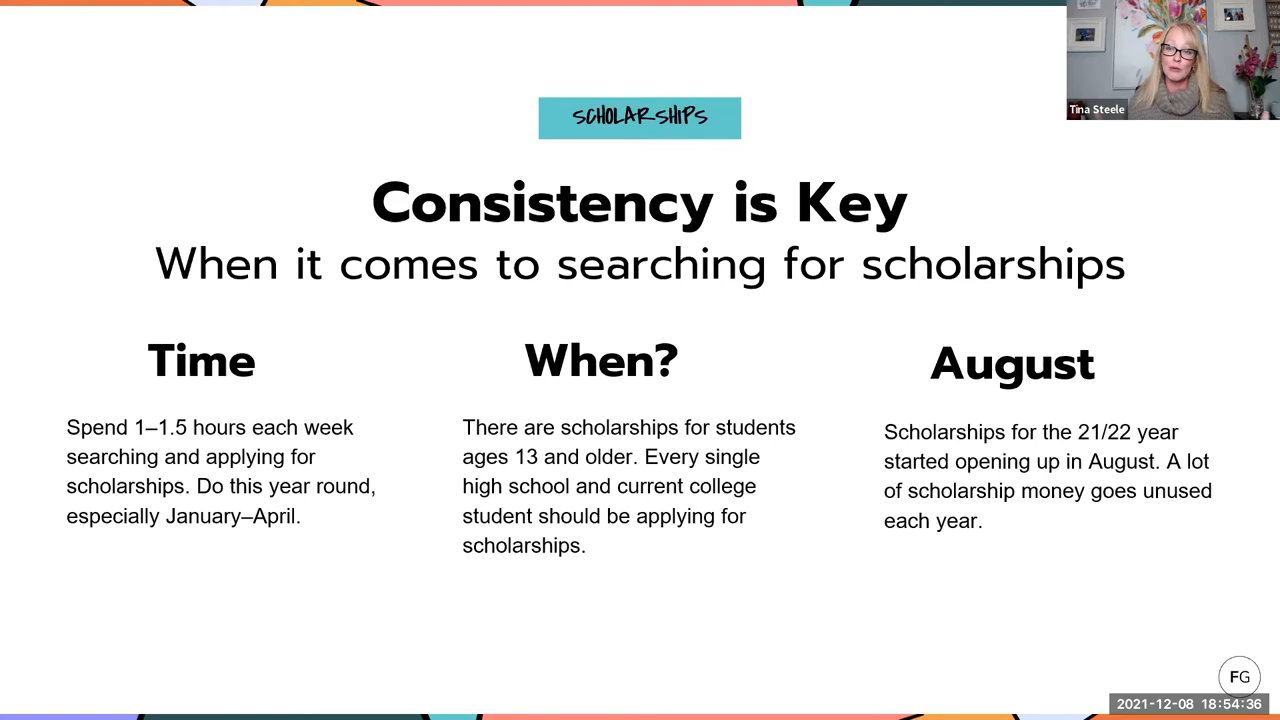 SCHOLARSHIPS
Tina Steele
Consistency is Key
When it comes to searching for scholarships
Time
Spend 1–1.5 hours each week
searching and applying for
scholarships. Do this year round,
especially January–April.
When?
There are scholarships for students
ages 13 and older. Every single
high school and current college
student should be applying for
scholarships.
August
Scholarships for the 21/22 year
started opening up in August. A lot
of scholarship money goes unused
each year.
FG
2021-12-08 18:54:36